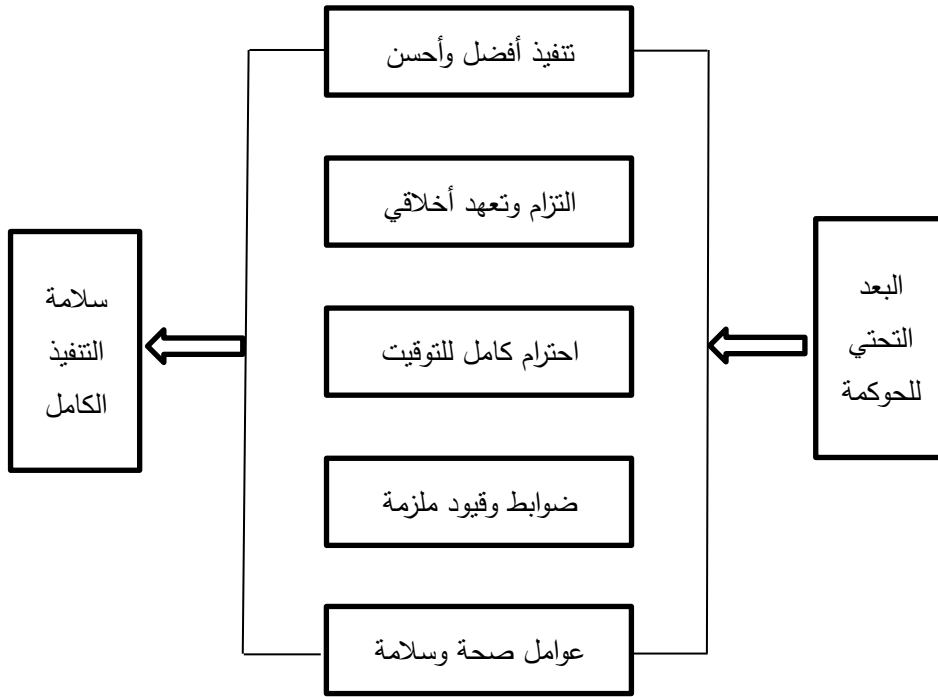 البعد
التحتي
للحوكمة
تنفيذ أفضل وأحسن
التزام وتعهد أخلاقي
احترام كامل للتوقيت
ضوابط وقيود ملزمة
عوامل صحة وسلامة
سلامة
التنفيذ
الكامل